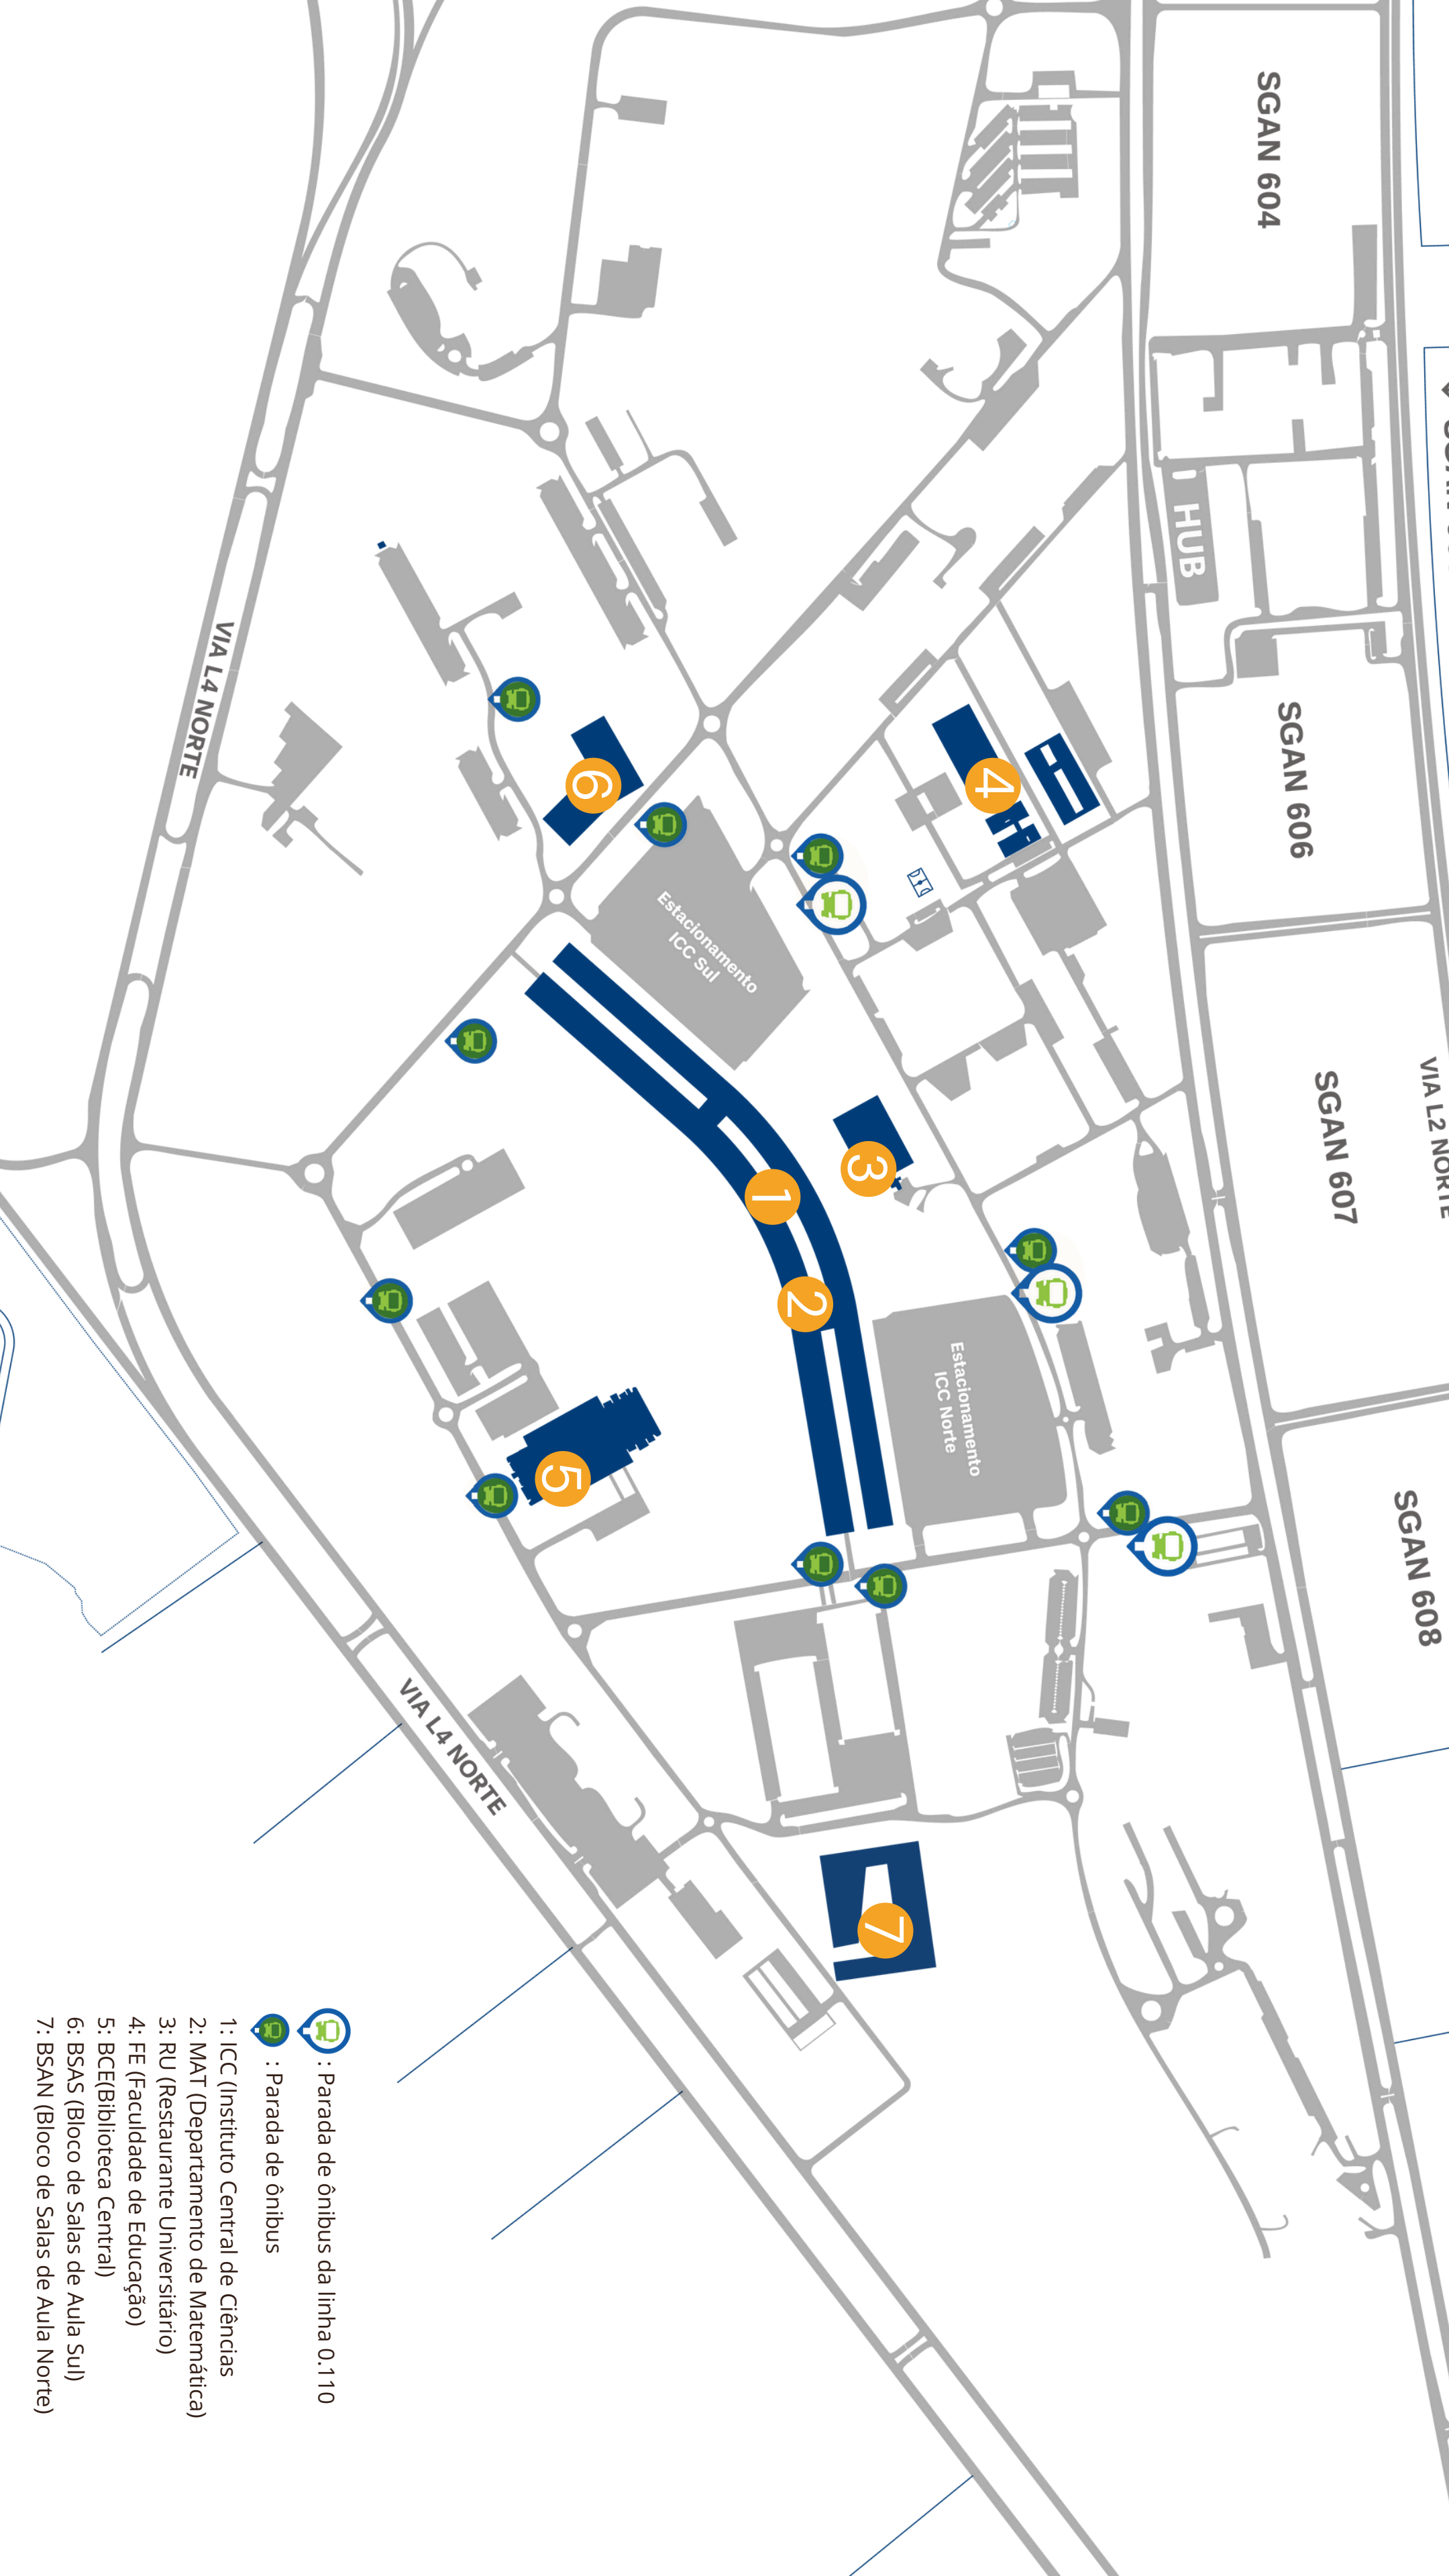 SGAN 604
HUB
SGAN 606
SGAN 607
VIA L2 NORTE
SGAN 608
VIA L4 NORTE
4
6
Estacionamento
ICC Sul
3
1
2
Estacionamento
ICC Norte
5
7
VIA L4 NORTE
: Parada de ônibus da linha 0.110
: Parada de ônibus
1: ICC (Instituto Central de Ciências
2: MAT (Departamento de Matemática)
3: RU (Restaurante Universitário)
4: FE (Faculdade de Educação)
5: BCE(Biblioteca Central)
6: BSAS (Bloco de Salas de Aula Sul)
7: BSAN (Bloco de Salas de Aula Norte)